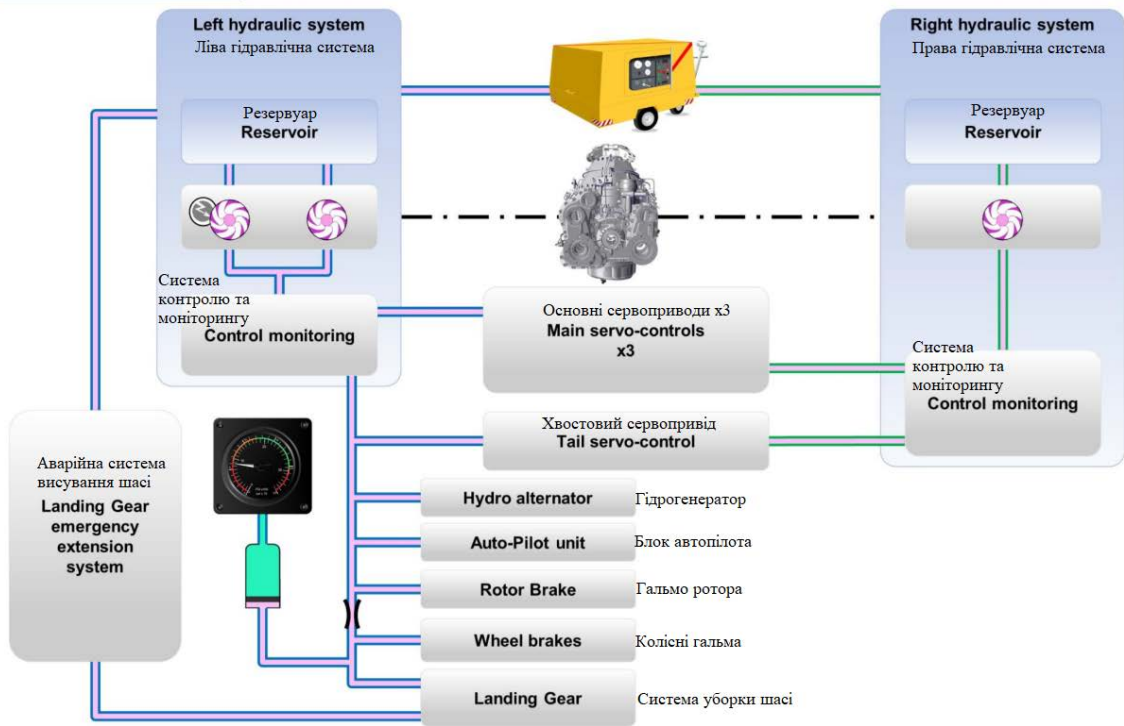 Left hydraulic system
Ліва гідравлічна система
Резервуар
Reservoir
Система
контролю та
моніторингу
Control monitoring
Right hydraulic system
Права гідравлічна система
Резервуар
Reservoir
Система
контролю та
моніторингу
Control monitoring
Основні сервоприводи х3
Main servo-controls
x3
Хвостовий сервопривід
Tail servo-control
Аварійна система
висування шасі
Landing Gear
emergency
extension
system
Hydro alternator
Гідрогенератор
Auto-Pilot unit
Блок автопілота
Rotor Brake
Гальмо ротора
Wheel brakes
Колісні гальма
Landing Gear
Система уборки шасі